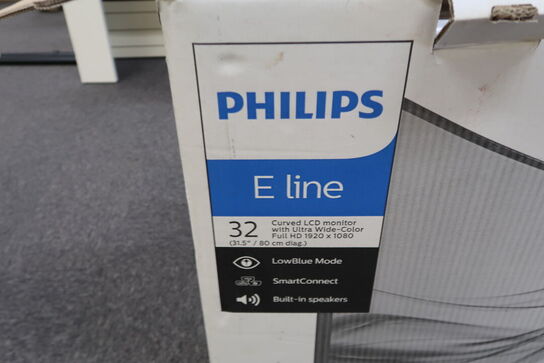 PHILIPS
E line
32
Curved LCD monitor
with Ultra Wide-Color
Full HD 1920 x 1080
(31.5" / 80 cm diag.)
LowBlue Mode
SmartConnect
Built-in speakers